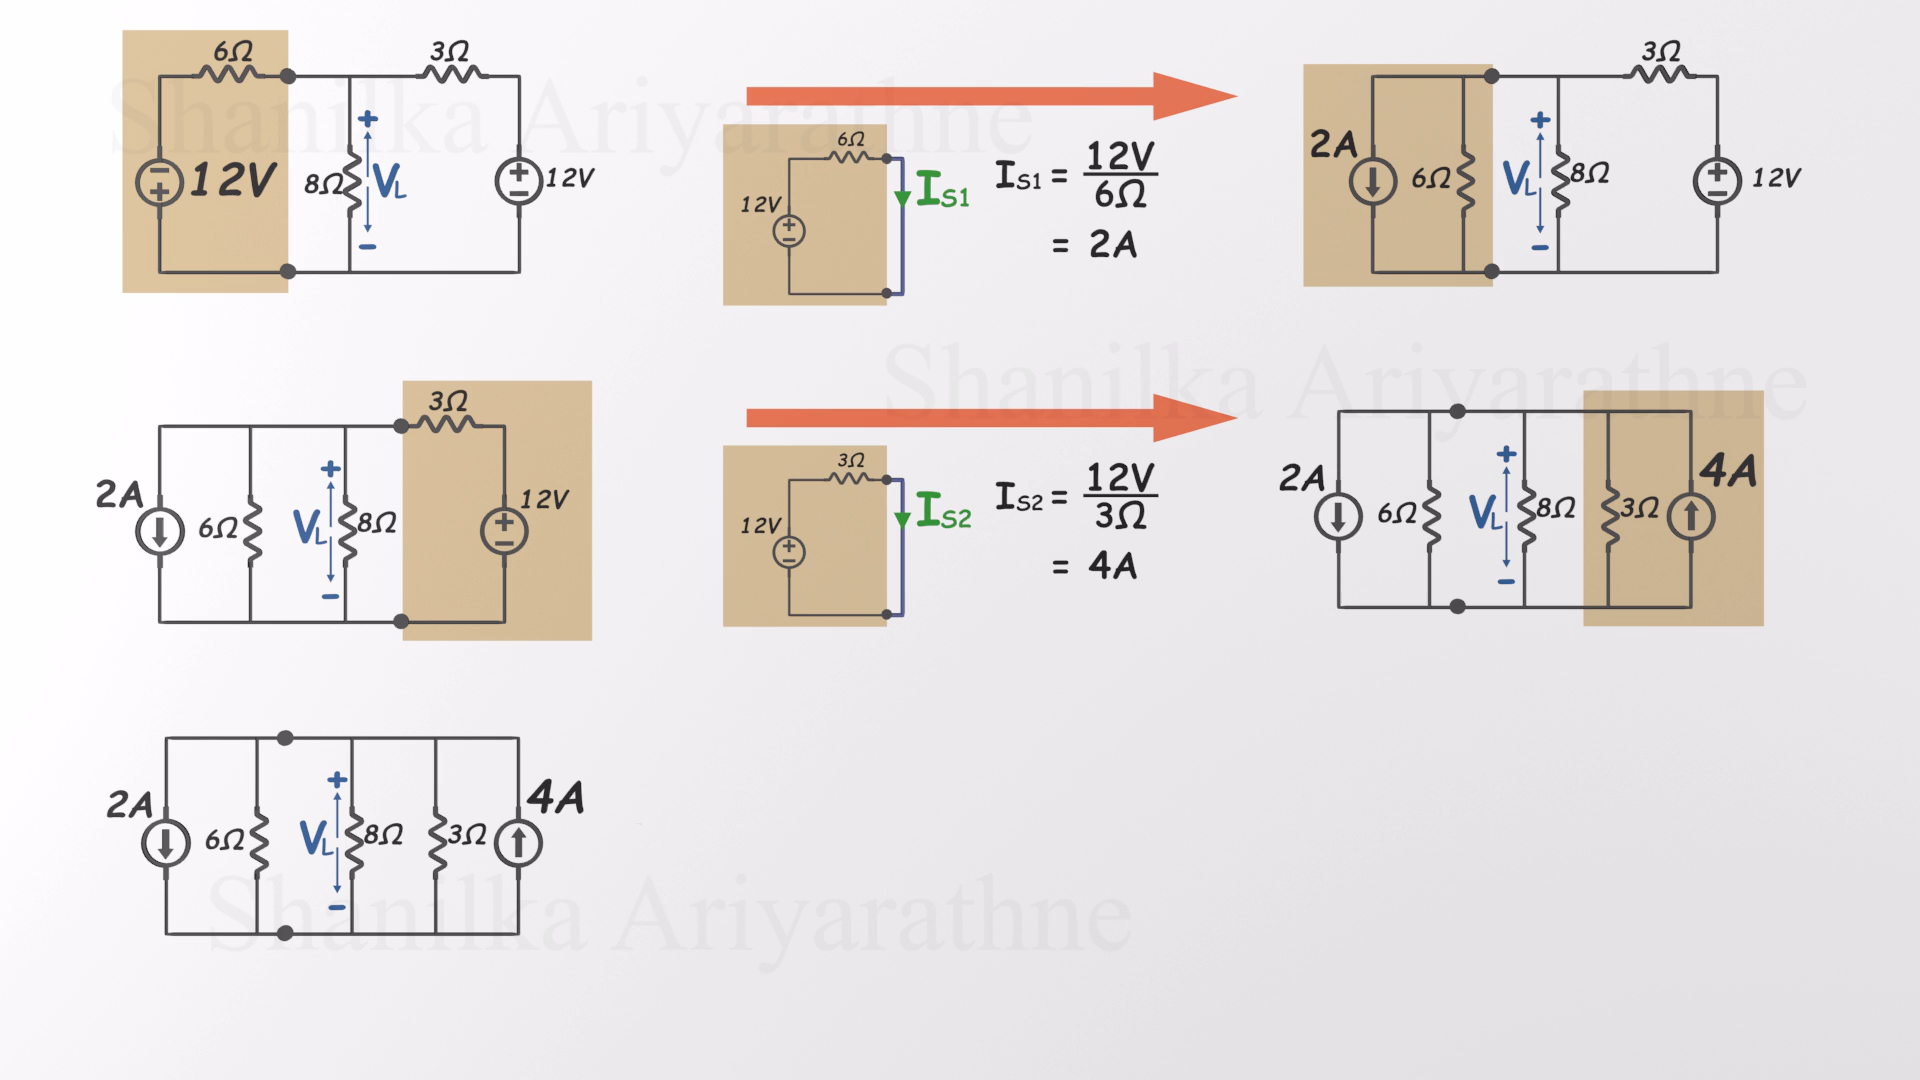 6Ω
3Ω
+
12V
8Ω
VL
12V
−
6Ω
12V
IS1
IS1 = 12V
6Ω
= 2A
3Ω
2A
6Ω
+
VL
8Ω
12V
−
Shanilka Ariyarathne
3Ω
2A
6Ω
+
VL
8Ω
12V
−
3Ω
12V
IS2
IS2 = 12V
3Ω
= 4A
2A
6Ω
+
VL
8Ω
3Ω
4A
−
Shanilka Ariyarathne
2A
6Ω
+
VL
8Ω
3Ω
4A
−
Shanilka Ariyarathne